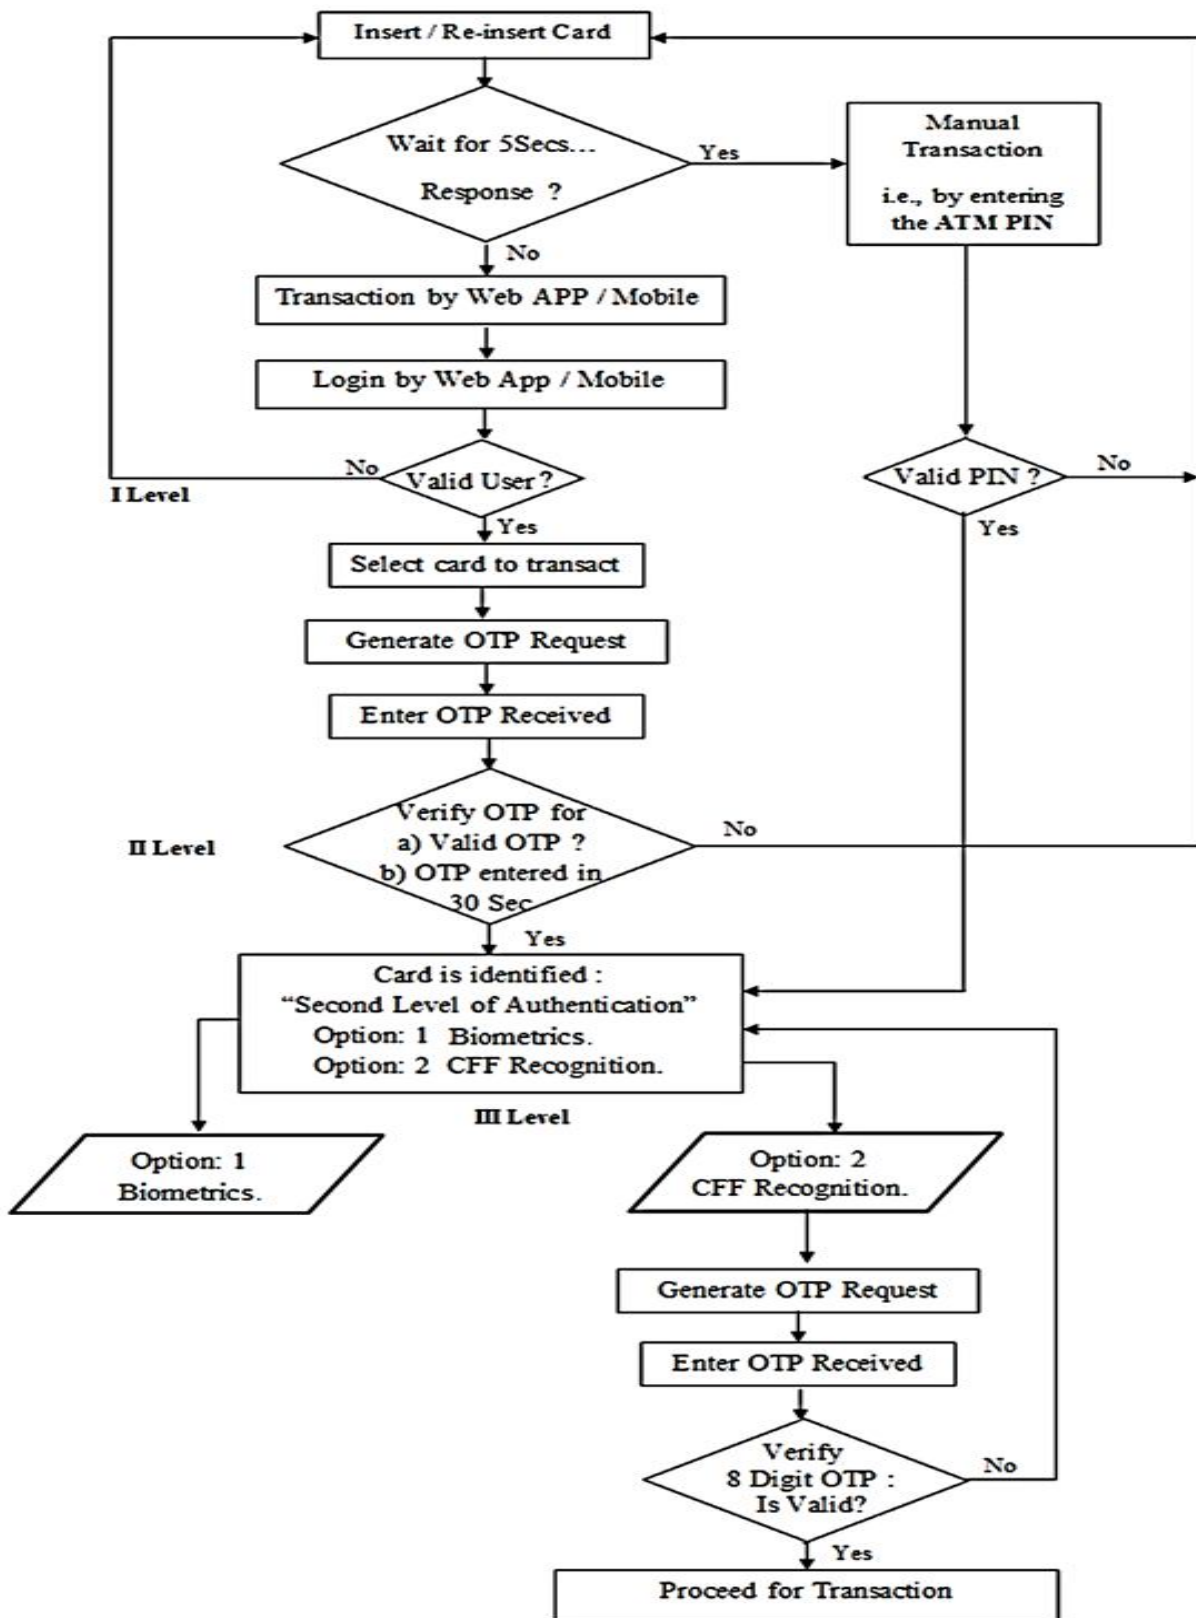 Insert / Re-insert Card
Wait for 5Secs...
Response ?
Yes
Manual
Transaction
i.e., by entering
the ATM PIN
No
Transaction by Web APP / Mobile
Login by Web App / Mobile
No
Valid User ?
I Level
Yes
Valid PIN ?
No
Yes
Select card to transact
Generate OTP Request
Enter OTP Received
Verify OTP for
a) Valid OTP ?
b) OTP entered in
30 Sec
No
II Level
Yes
Card is identified :
“Second Level of Authentication”
Option: 1 Biometrics.
Option: 2 CFF Recognition.
III Level
Option: 1
Biometrics.
Option: 2
CFF Recognition.
Generate OTP Request
Enter OTP Received
Verify
8 Digit OTP :
Is Valid?
No
Yes
Proceed for Transaction